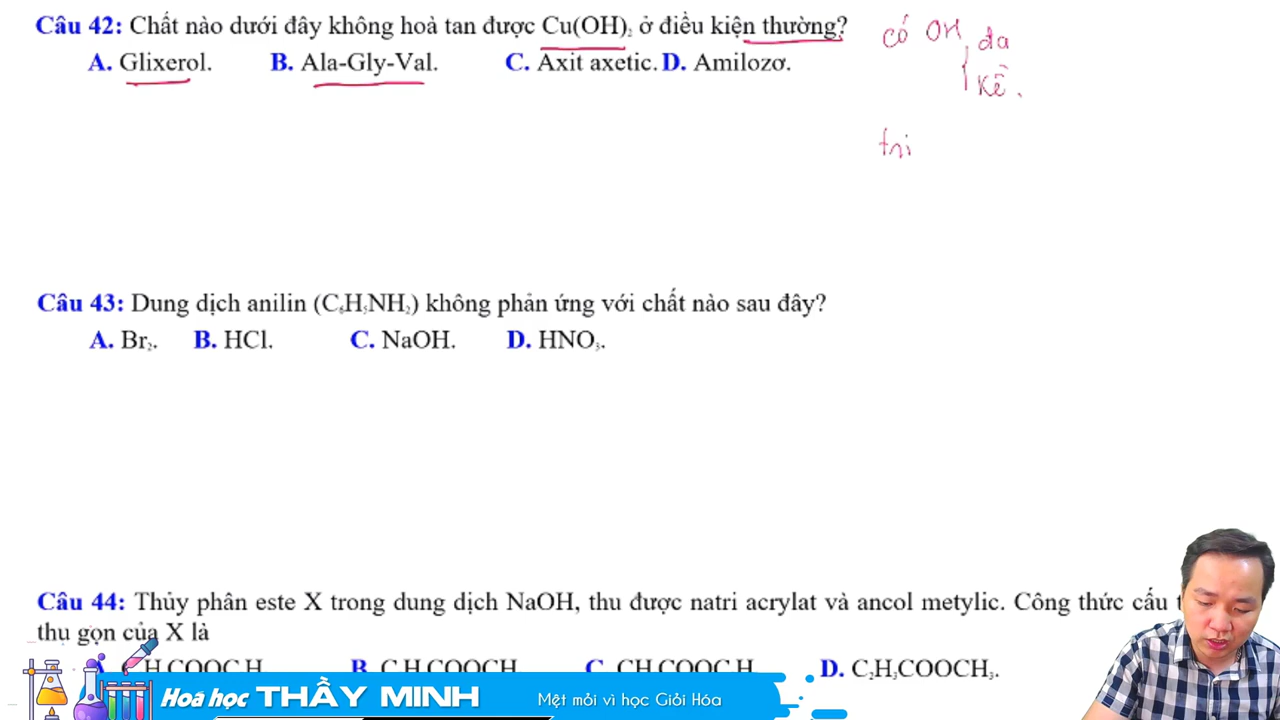 Câu 42: Chất nào dưới đây không hoà tan được Cu(OH)₂ ở điều kiện thường?
A. Glixerol. B. Ala-Gly-Val. C. Axit axetic. D. Amilozơ.
có OH
đa
kề.
tri
Câu 43: Dung dịch anilin (C₆H₅NH₂) không phản ứng với chất nào sau đây?
A. Br₂. B. HCl. C. NaOH. D. HNO₃.
Câu 44: Thủy phân este X trong dung dịch NaOH, thu được natri acrylat và ancol metylic. Công thức cấu
thu gọn của X là
D. C₂H₃COOCH₃.
Hoá học THẦY MINH
Mệt mỏi vì học Giỏi Hóa